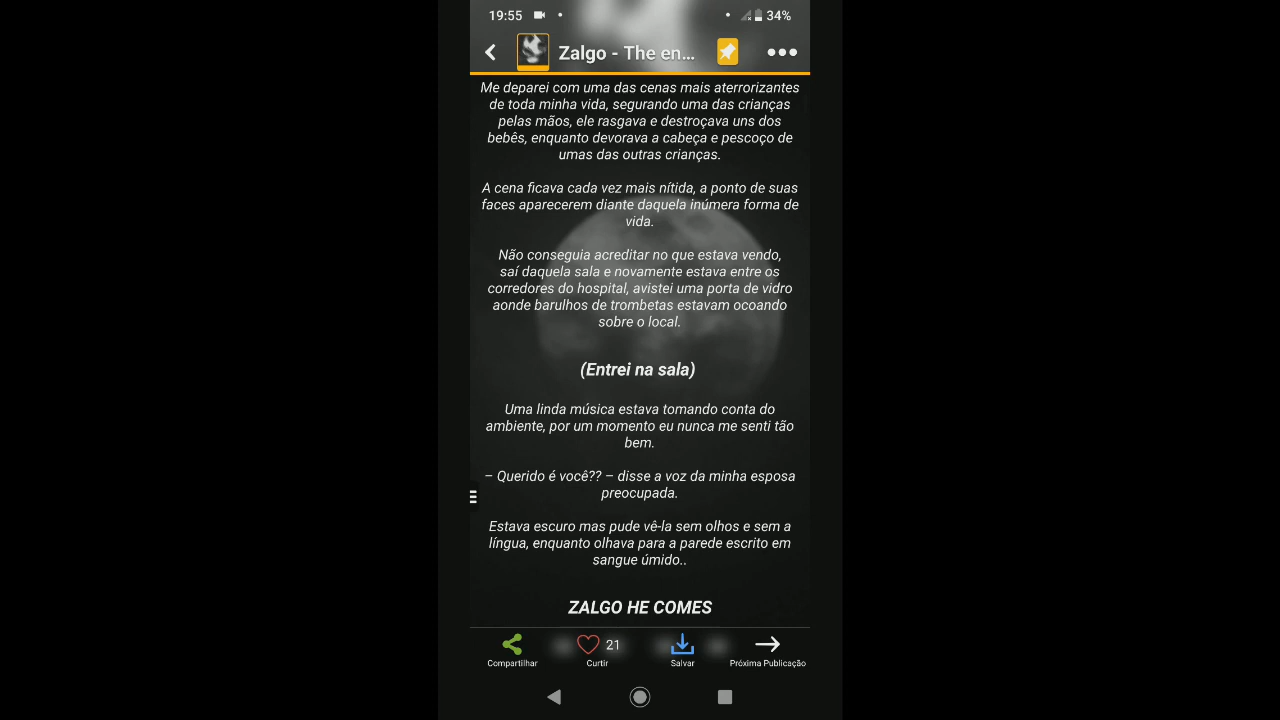 19:55
34%
Zalgo - The en...
Me deparei com uma das cenas mais aterrorizantes
de toda minha vida, segurando uma das crianças
pelas mãos, ele rasgava e destroçava uns dos
bebês, enquanto devorava a cabeça e pescoço de
umas das outras crianças.
A cena ficava cada vez mais nítida, a ponto de suas
faces aparecerem diante daquela inúmera forma de
vida.
Não conseguia acreditar no que estava vendo,
saí daquela sala e novamente estava entre os
corredores do hospital, avistei uma porta de vidro
aonde barulhos de trombetas estavam ocoando
sobre o local.
(Entrei na sala)
Uma linda música estava tomando conta do
ambiente, por um momento eu nunca me senti tão
bem.
– Querido é você?? – disse a voz da minha esposa
preocupada.
Estava escuro mas pude vê-la sem olhos e sem a
língua, enquanto olhava para a parede escrito em
sangue úmido..
ZALGO HE COMES
21
Compartilhar
Curtir
Salvar
Próxima Publicação